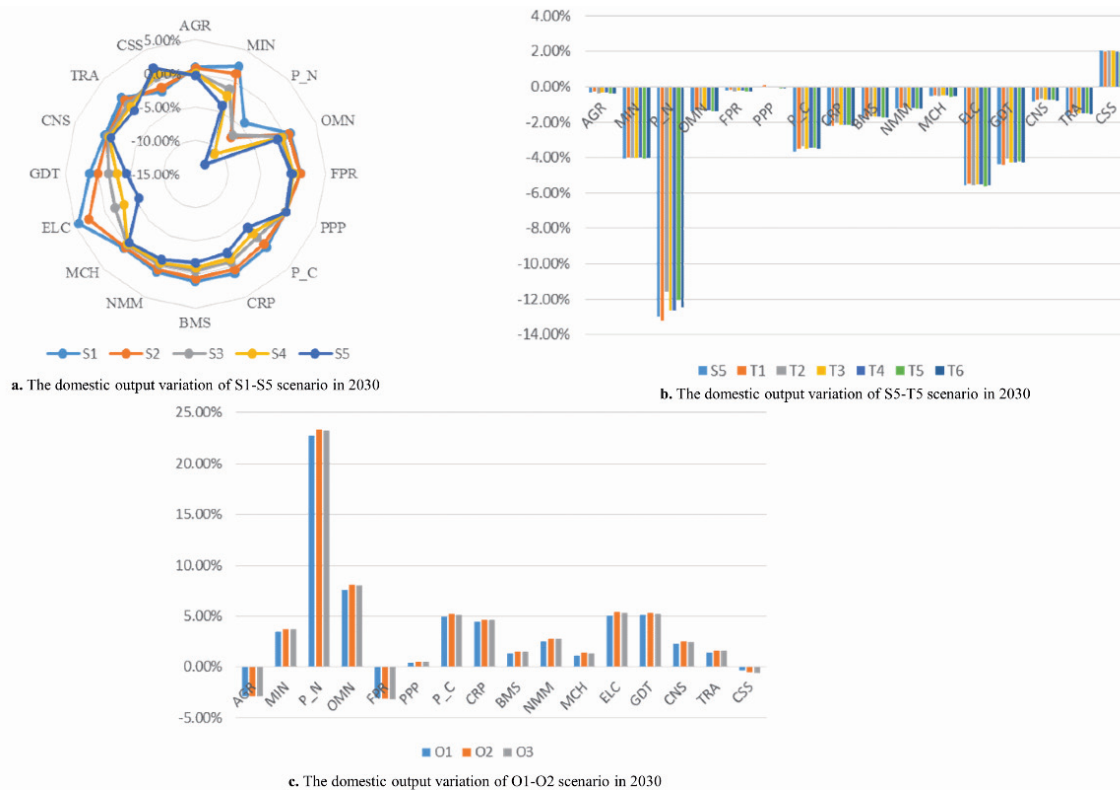 AGR
5.00%
CSS
MIN
0.00%
TRA
P_N
-5.00%
CNS
OMN
-10.00%
GDT
-15.00%
FPR
ELC
PPP
MCH
P_C
NMM
CRP
BMS
S1 S2 S3 S4 S5
a. The domestic output variation of S1-S5 scenario in 2030
4.00%
2.00%
0.00%
AGR MIN P_N OMN FPR PPP P_C CRP BMS NMM MCH ELC GDT CNS TRA CSS
-2.00%
-4.00%
-6.00%
-8.00%
-10.00%
-12.00%
-14.00%
S5 T1 T2 T3 T4 T5 T6
b. The domestic output variation of S5-T5 scenario in 2030
25.00%
20.00%
15.00%
10.00%
5.00%
0.00%
AGR MIN P_N OMN FPR PPP P_C CRP BMS NMM MCH ELC GDT CNS TRA CSS
-5.00%
O1 O2 O3
c. The domestic output variation of O1-O2 scenario in 2030